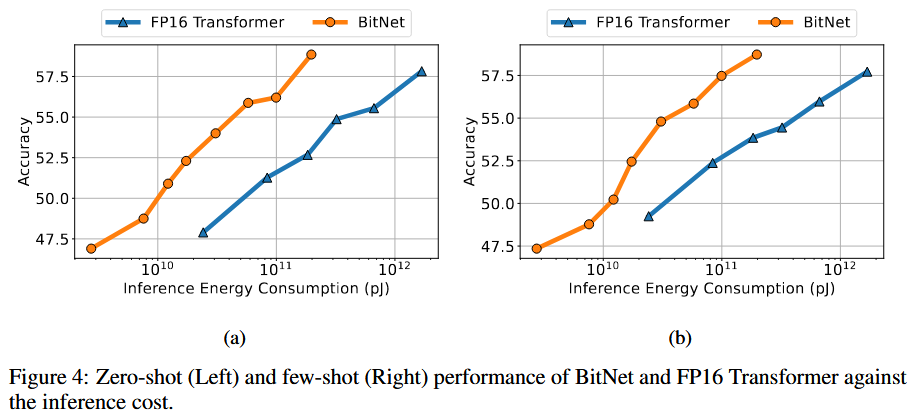 FP16 Transformer BitNet
57.5
55.0
52.5
50.0
47.5
Accuracy
10^10 10^11 10^12
Inference Energy Consumption (pJ)
(a)
FP16 Transformer BitNet
57.5
55.0
52.5
50.0
47.5
Accuracy
10^10 10^11 10^12
Inference Energy Consumption (pJ)
(b)
Figure 4: Zero-shot (Left) and few-shot (Right) performance of BitNet and FP16 Transformer against
the inference cost.